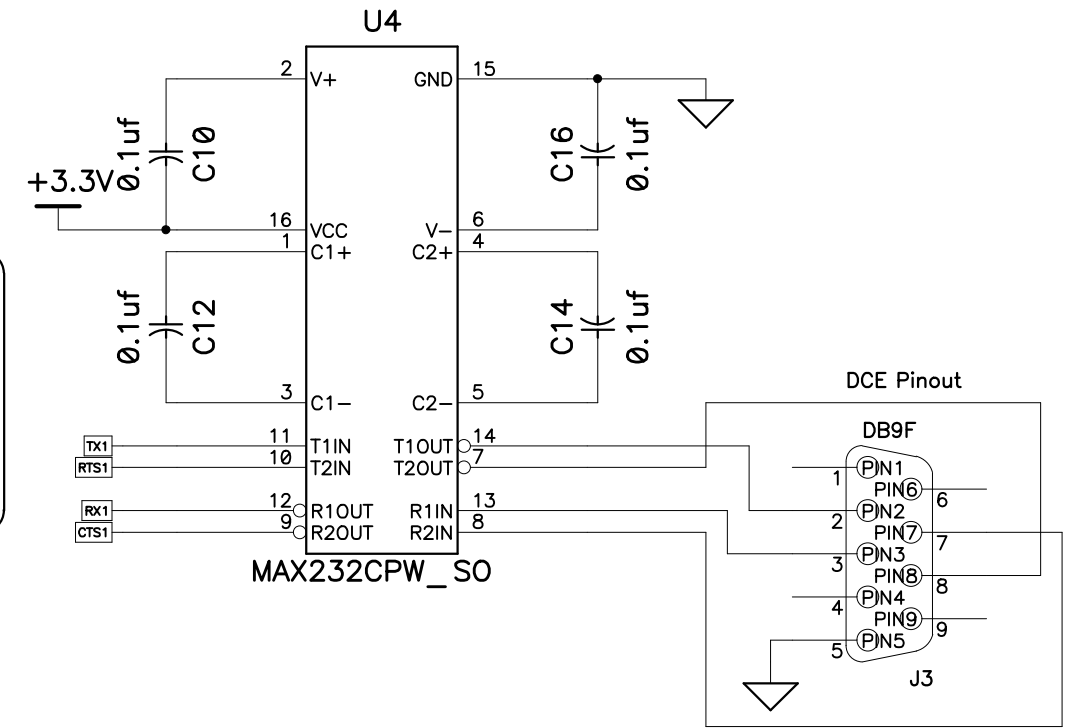 U4
2 V+ GND 15
0.1uf C10 C16 0.1uf
+3.3V
16 VCC V- 6
1 C1+ C2+ 4
0.1uf C12 C14 0.1uf
3 C1- C2- 5
TX1 11 T1IN T1OUT 14
RTS1 10 T2IN T2OUT 7
RX1 12 R1OUT R1IN 13
CTS1 9 R2OUT R2IN 8
MAX232CPW_SO
DCE Pinout
DB9F
1 PIN1
PIN6 6
2 PIN2
PIN7 7
3 PIN3
PIN8 8
4 PIN4
PIN9 9
5 PIN5
J3